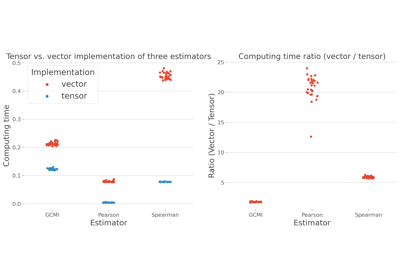 Tensor vs. vector implementation of three estimators
Implementation
vector
tensor
Computing time
0.5
0.4
0.3
0.2
0.1
0.0
GCMI
Pearson
Spearman
Estimator
Computing time ratio (vector / tensor)
Ratio (Vector / Tensor)
25
20
15
10
5
GCMI
Pearson
Spearman
Estimator